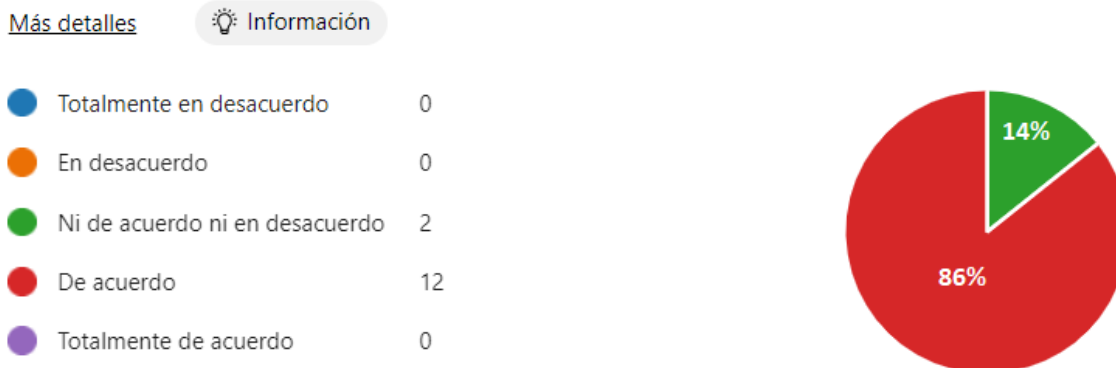 Más detalles
Información
Totalmente en desacuerdo 0
En desacuerdo 0
Ni de acuerdo ni en desacuerdo 2
De acuerdo 12
Totalmente de acuerdo 0
14%
86%